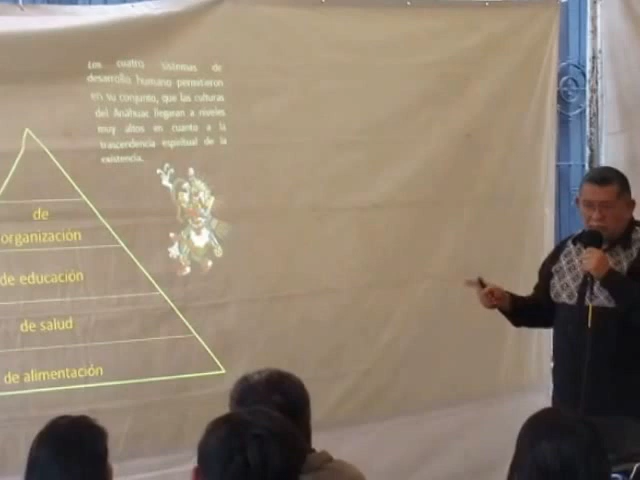 Los cuatro sistemas de
desarrollo humano permitieron
en su conjunto, que las culturas
del Anáhuac llegaran a niveles
muy altos en cuanto a la
trascendencia espiritual de la
existencia.
de
organización
de educación
de salud
de alimentación